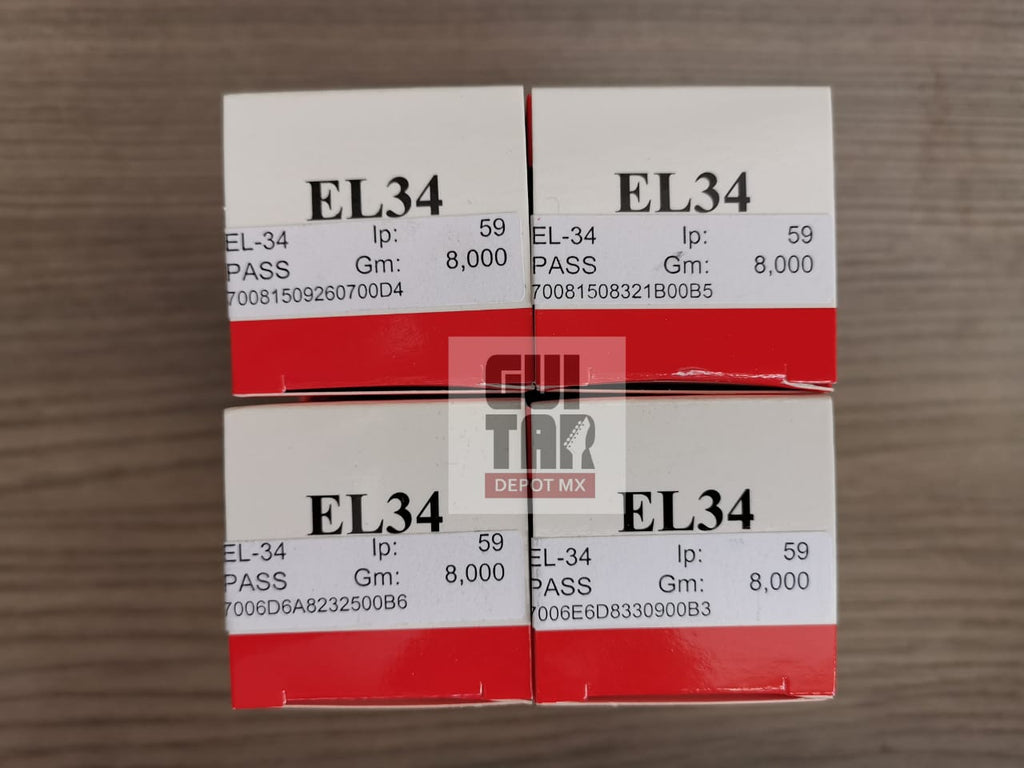 EL34
EL-34 Ip: 59
PASS Gm: 8,000
70081509260700D4
EL34
EL-34 Ip: 59
PASS Gm: 8,000
70081508321B00B5
GUI
TAR
DEPOT MX
EL34
EL-34 Ip: 59
PASS Gm: 8,000
7006D6A8232500B6
EL34
EL-34 Ip: 59
PASS Gm: 8,000
7006E6D8330900B3